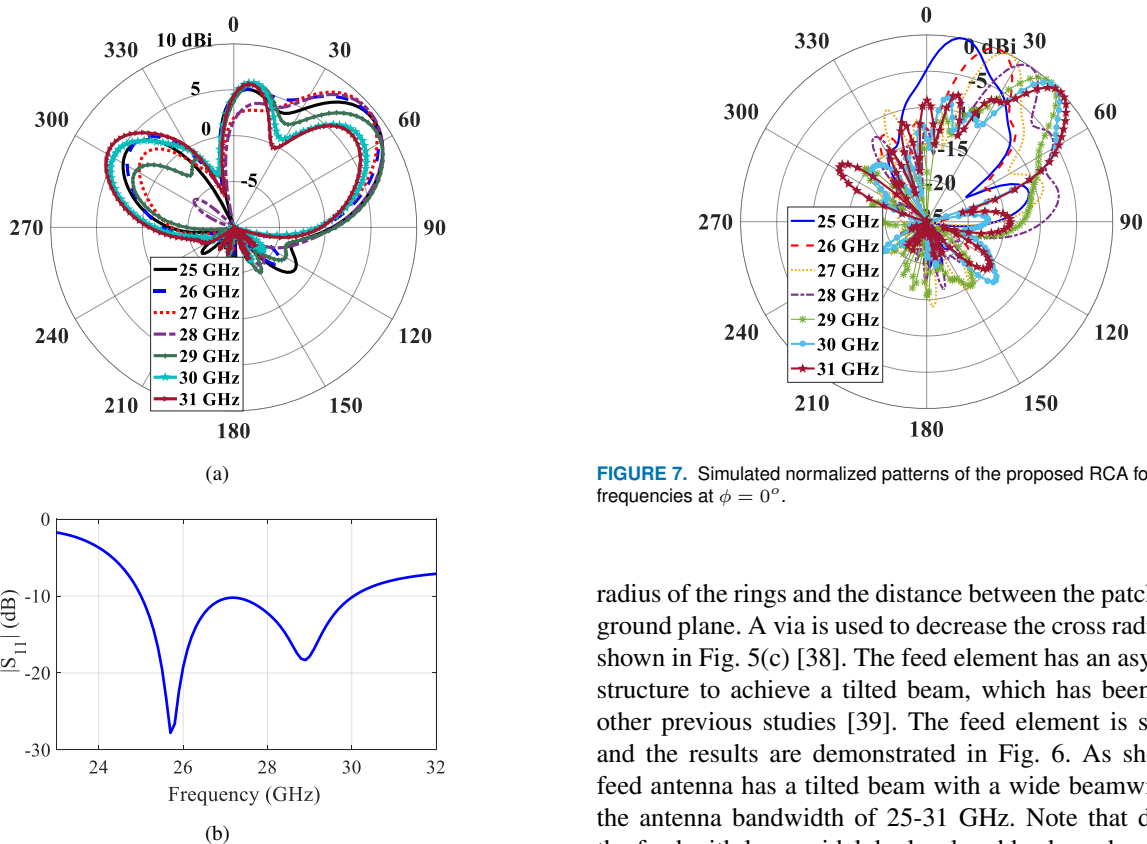 0
10 dBi
330
30
5
300
0
60
-5
270
90
25 GHz
26 GHz
27 GHz
28 GHz
29 GHz
30 GHz
31 GHz
240
120
210
150
180
(a)
0
-10
-20
-30
|S11| (dB)
24
26
28
30
32
Frequency (GHz)
(b)
0
330
0 dBi
30
-5
300
60
-15
-20
270
90
25 GHz
26 GHz
27 GHz
28 GHz
29 GHz
30 GHz
31 GHz
240
120
210
150
180
FIGURE 7. Simulated normalized patterns of the proposed RCA fo
frequencies at ϕ = 0°.
radius of the rings and the distance between the patch
ground plane. A via is used to decrease the cross rad
shown in Fig. 5(c) [38]. The feed element has an asy
structure to achieve a tilted beam, which has been
other previous studies [39]. The feed element is s
and the results are demonstrated in Fig. 6. As sh
feed antenna has a tilted beam with a wide beamwi
the antenna bandwidth of 25-31 GHz. Note that d